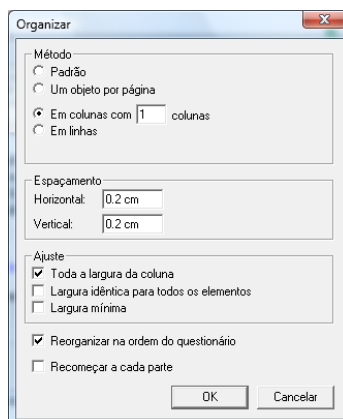 Organizar
Método
Padrão
Um objeto por página
Em colunas com 1 colunas
Em linhas
Espaçamento
Horizontal: 0.2 cm
Vertical: 0.2 cm
Ajuste
Toda a largura da coluna
Largura idêntica para todos os elementos
Largura mínima
Reorganizar na ordem do questionário
Recomeçar a cada parte
OK Cancelar